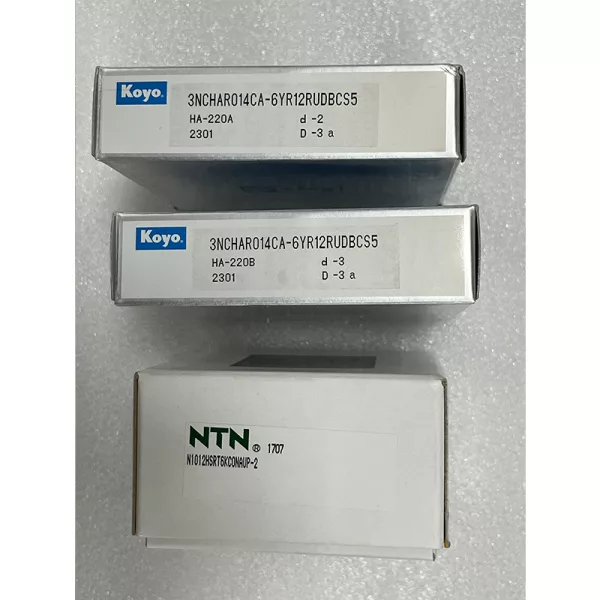 Koyo. 3NCHAR014CA-6YR12RUDBCS5
HA-220A d -2
2301 D -3 a
Koyo. 3NCHAR014CA-6YR12RUDBCS5
HA-220B d -3
2301 D -3 a
NTN® 1707
N1012HSRT6KC0NAUP-2